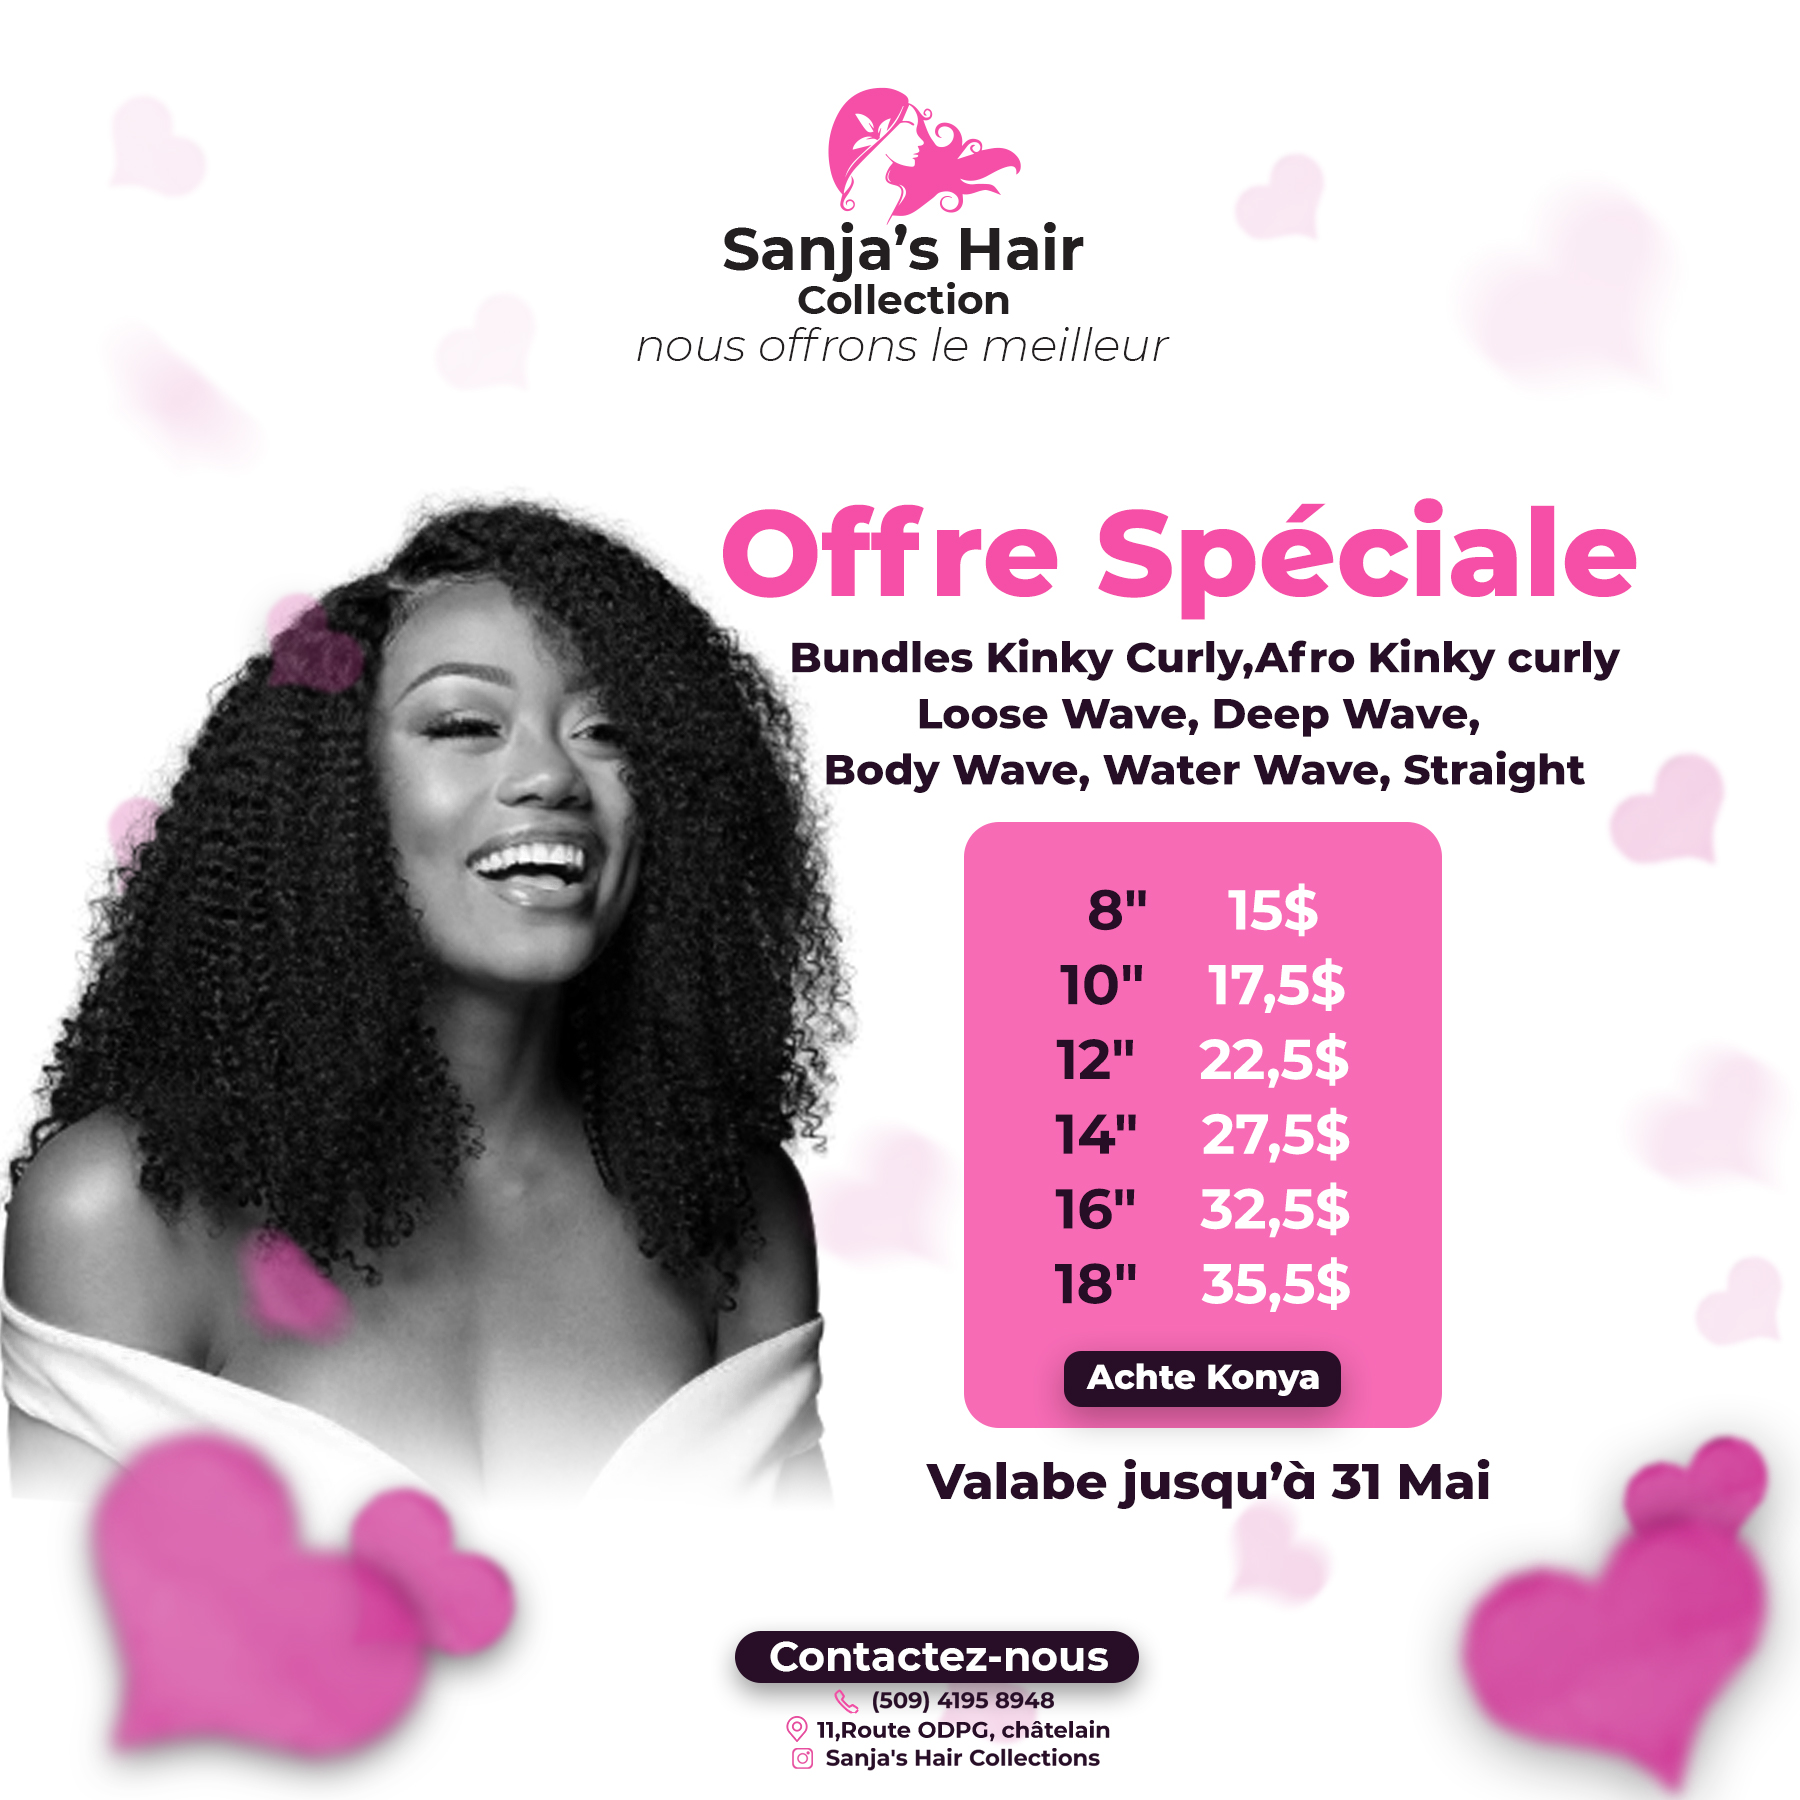 Sanja’s Hair
Collection
nous offrons le meilleur
Offre Spéciale
Bundles Kinky Curly,Afro Kinky curly
Loose Wave, Deep Wave,
Body Wave, Water Wave, Straight
8" 15$
10" 17,5$
12" 22,5$
14" 27,5$
16" 32,5$
18" 35,5$
Achte Konya
Valabe jusqu’à 31 Mai
Contactez-nous
(509) 4195 8948
11,Route ODPG, châtelain
Sanja's Hair Collections